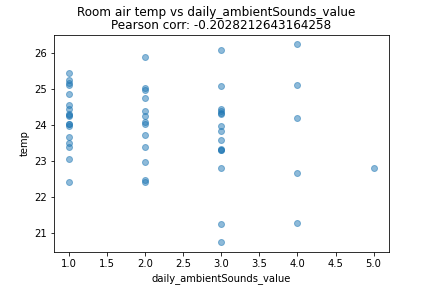 Room air temp vs daily_ambientSounds_value
Pearson corr: -0.2028212643164258
26
25
24
23
22
21
temp
1.0 1.5 2.0 2.5 3.0 3.5 4.0 4.5 5.0
daily_ambientSounds_value